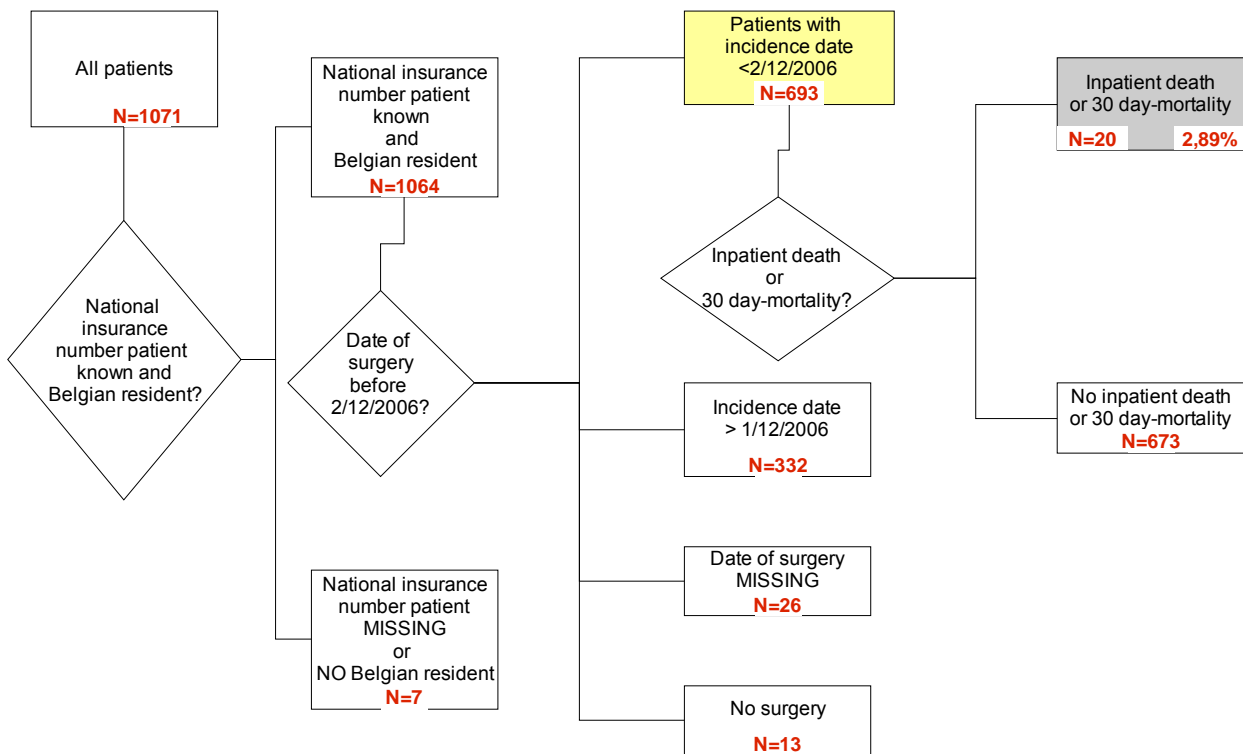 All patients
N=1071
National
insurance
number patient
known and
Belgian resident?
National insurance
number patient
known
and
Belgian resident
N=1064
Date of
surgery
before
2/12/2006?
National insurance
number patient
MISSING
or
NO Belgian resident
N=7
Patients with
incidence date
<2/12/2006
N=693
Inpatient death
or
30 day-mortality?
Incidence date
> 1/12/2006
N=332
Date of surgery
MISSING
N=26
No surgery
N=13
Inpatient death
or 30 day-mortality
N=20 2,89%
No inpatient death
or 30 day-mortality
N=673